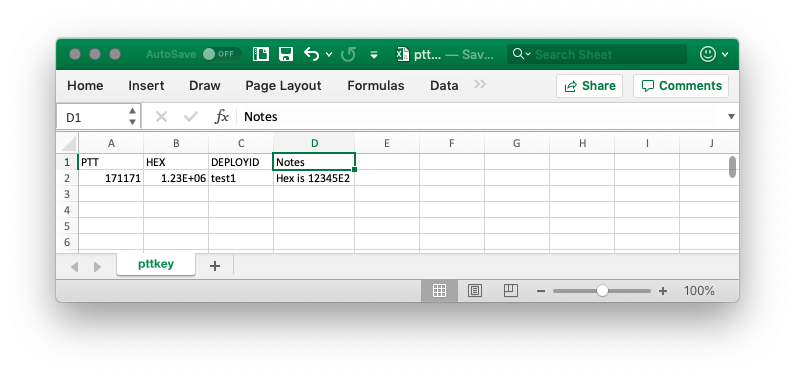 AutoSave OFF ptt... — Sav... Search Sheet
Home Insert Draw Page Layout Formulas Data Share Comments
D1 fx Notes
A B C D E F G H I J
1 PTT HEX DEPLOYID Notes
2 171171 1.23E+06 test1 Hex is 12345E2
3
4
5
6
pttkey +
− + 100%